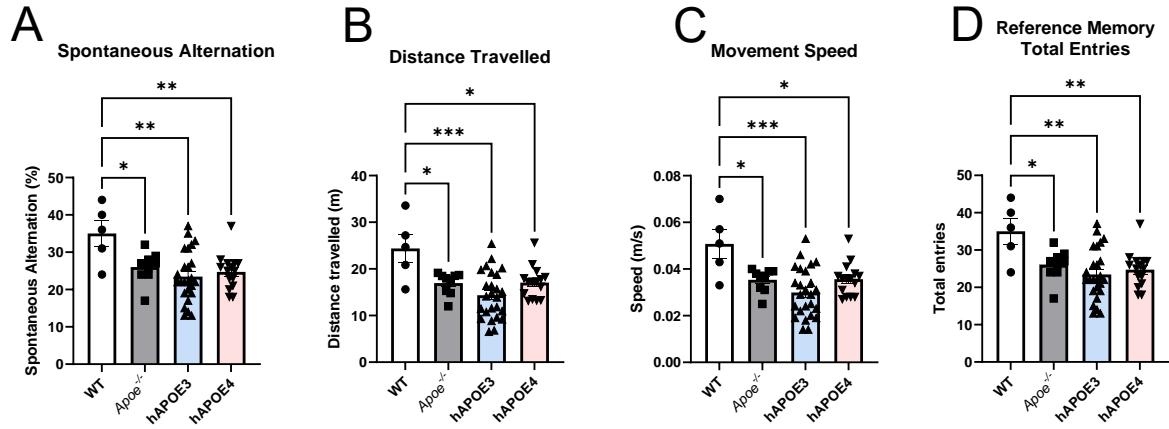 A
Spontaneous Alternation
**
**
*
Spontaneous Alternation (%)
50
40
30
20
10
0
WT
Apoe-/-
hAPOE3
hAPOE4
B
Distance Travelled
*
***
*
Distance travelled (m)
40
30
20
10
0
WT
Apoe-/-
hAPOE3
hAPOE4
C
Movement Speed
*
***
*
Speed (m/s)
0.08
0.06
0.04
0.02
0.00
WT
Apoe-/-
hAPOE3
hAPOE4
D
Reference Memory
Total Entries
**
**
*
Total entries
50
40
30
20
10
0
WT
Apoe-/-
hAPOE3
hAPOE4